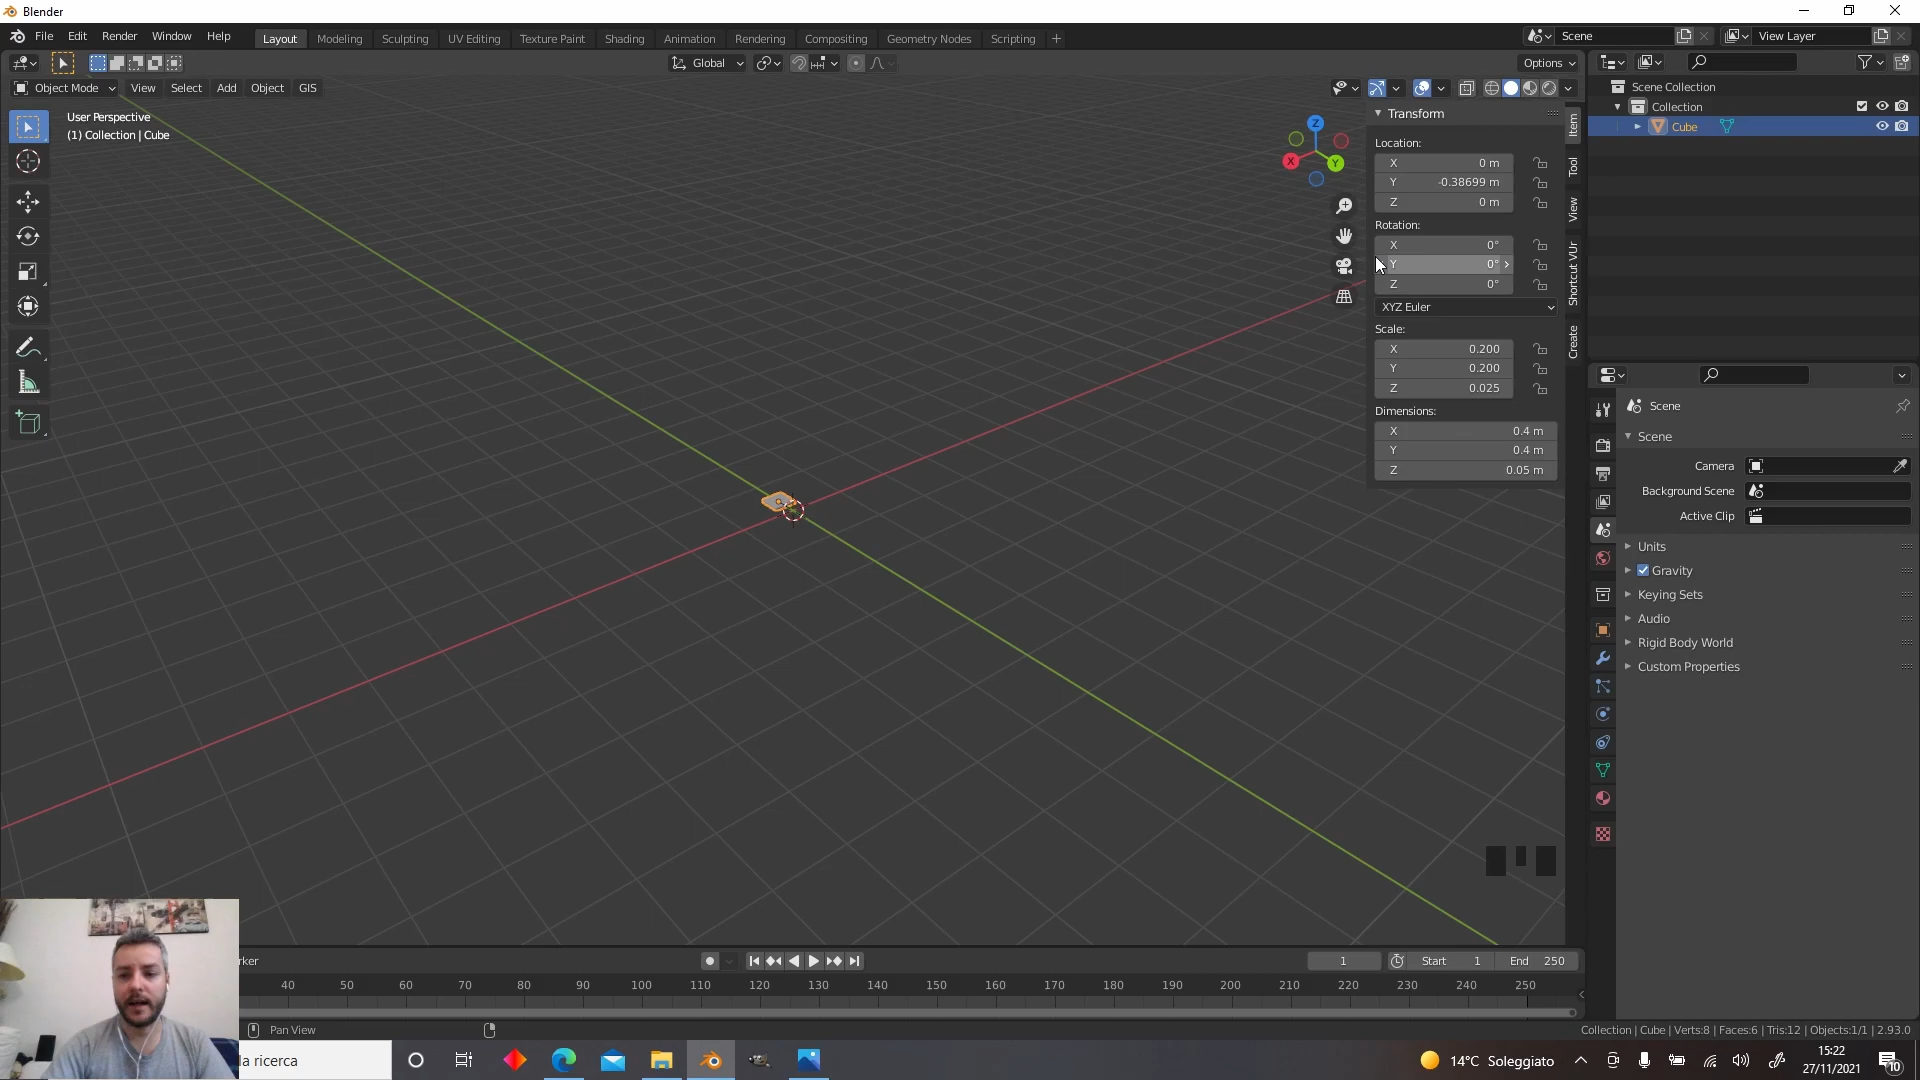 Blender
File Edit Render Window Help Layout Modeling Sculpting UV Editing Texture Paint Shading Animation Rendering Compositing Geometry Nodes Scripting + Scene View Layer
Global Options
Object Mode View Select Add Object GIS
User Perspective
(1) Collection | Cube
Z
X
Y
Transform
Location:
X 0 m
Y -0.38699 m
Z 0 m
Rotation:
X 0°
Y 0°
Z 0°
XYZ Euler
Scale:
X 0.200
Y 0.200
Z 0.025
Dimensions:
X 0.4 m
Y 0.4 m
Z 0.05 m
Item
Tool
View
Shortcut VUr
Create
Scene Collection
Collection
Cube
Scene
Scene
Camera
Background Scene
Active Clip
Units
Gravity
Keying Sets
Audio
Rigid Body World
Custom Properties
rker 1 Start 1 End 250
40 50 60 70 80 90 100 110 120 130 140 150 160 170 180 190 200 210 220 230 240 250
Pan View
Collection | Cube | Verts:8 | Faces:6 | Tris:12 | Objects:1/1 | 2.93.0
la ricerca
14°C Soleggiato
15:22
27/11/2021
10